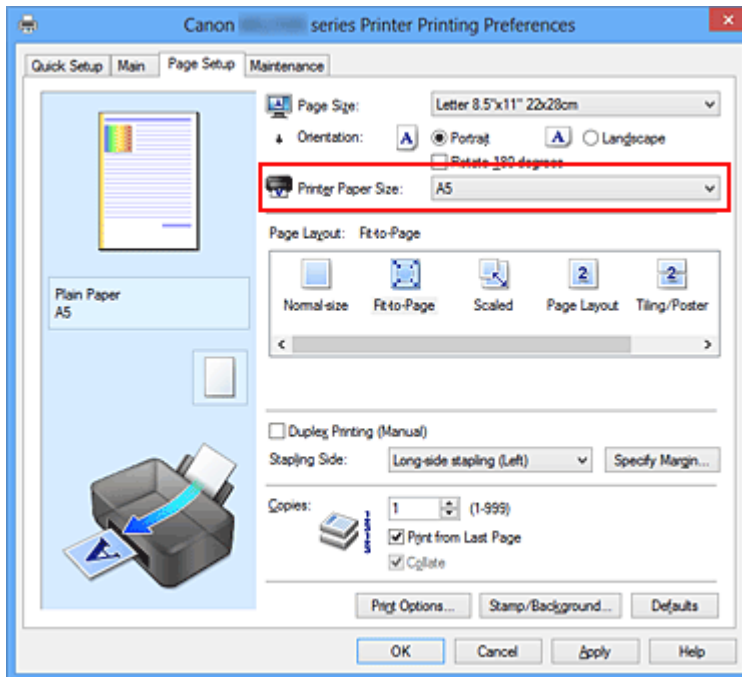 Canon series Printer Printing Preferences
Quick Setup Main Page Setup Maintenance
Page Size: Letter 8.5"x11" 22x28cm
Orientation: A Portrait A Landscape
Rotate 180 degrees
Printer Paper Size: A5
Page Layout: Fit-to-Page
Normal-size Fit-to-Page Scaled Page Layout Tiling/Poster
Plain Paper
A5
Duplex Printing (Manual)
Stapling Side: Long-side stapling (Left) Specify Margin...
Copies: 1 (1-999)
Print from Last Page
Collate
Print Options... Stamp/Background... Defaults
OK Cancel Apply Help